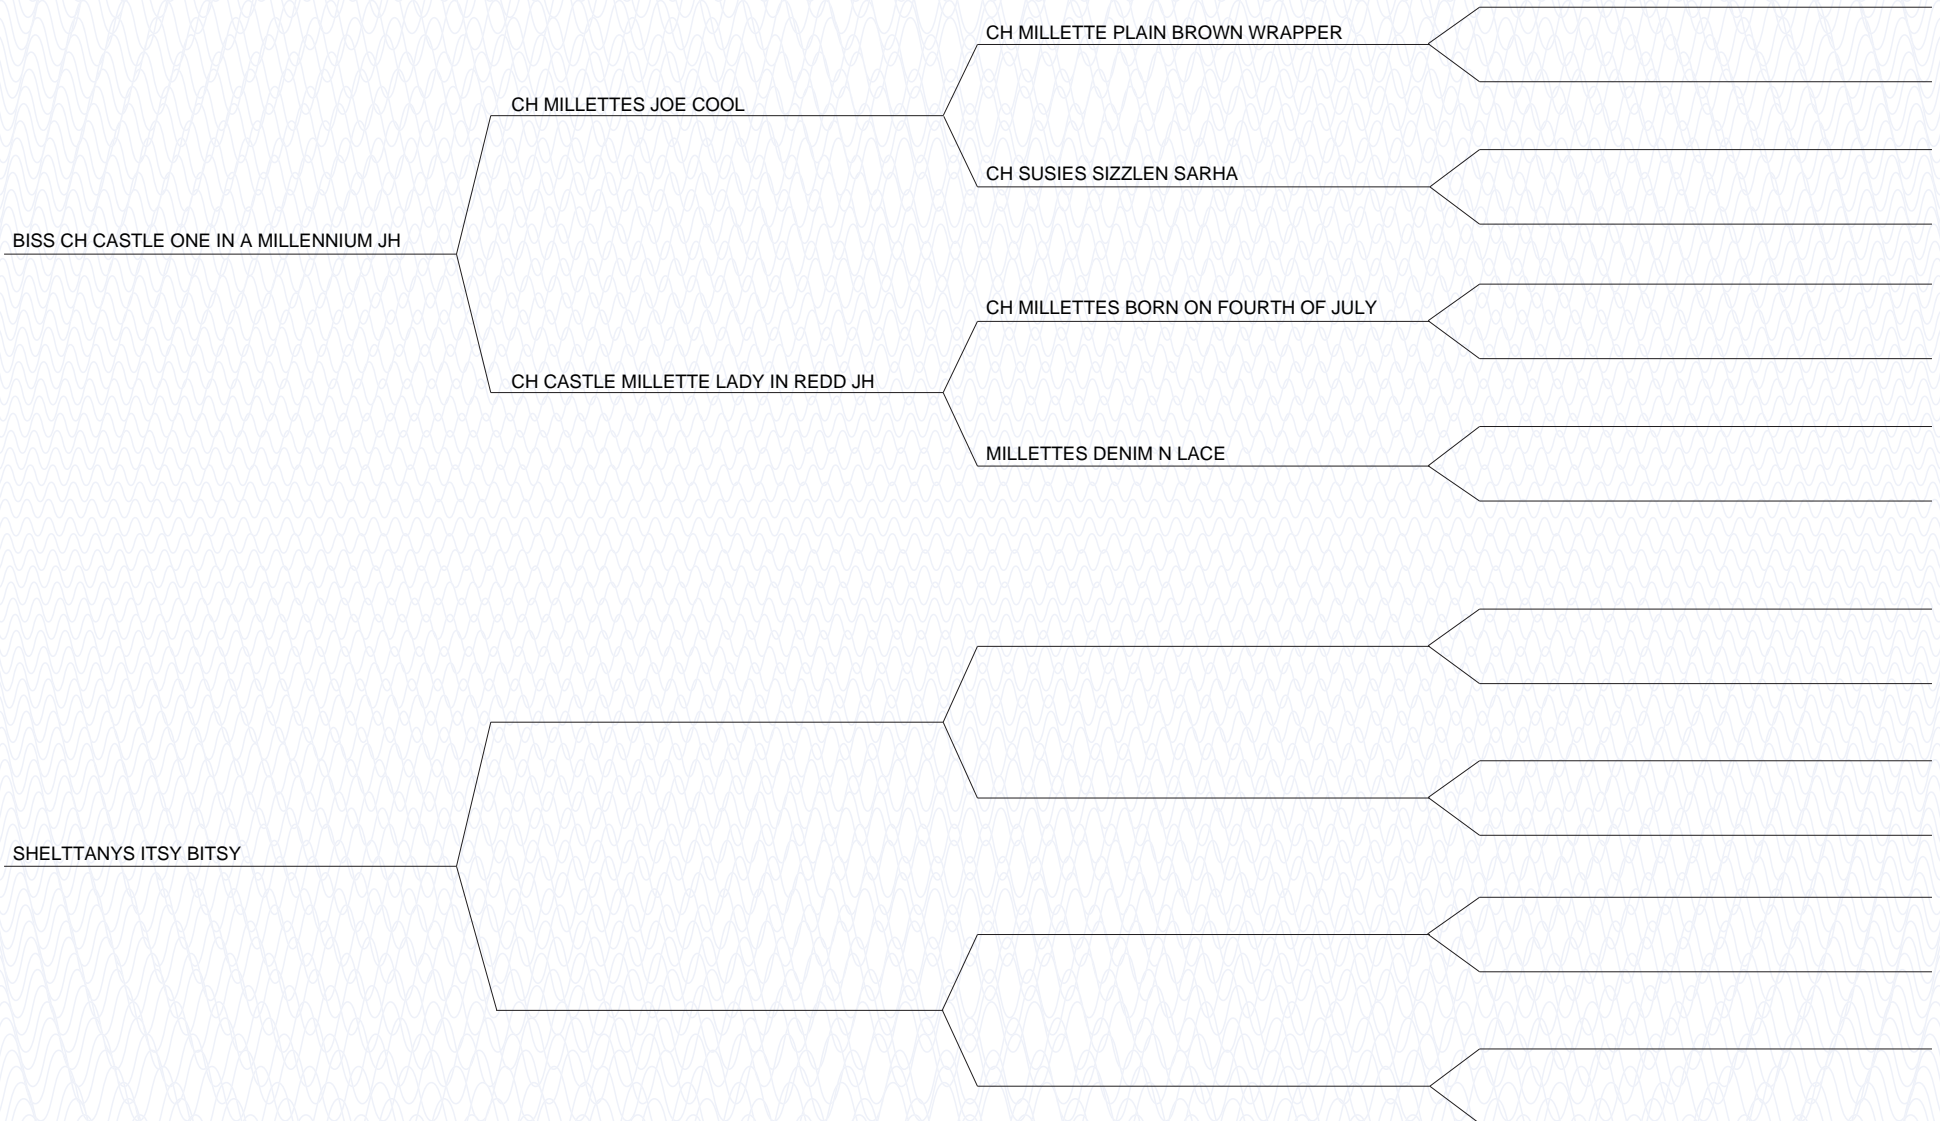 CH MILLETTE PLAIN BROWN WRAPPER
CH MILLETTES JOE COOL
CH SUSIES SIZZLEN SARHA
BISS CH CASTLE ONE IN A MILLENNIUM JH
CH MILLETTES BORN ON FOURTH OF JULY
CH CASTLE MILLETTE LADY IN REDD JH
MILLETTES DENIM N LACE
SHELTTANYS ITSY BITSY